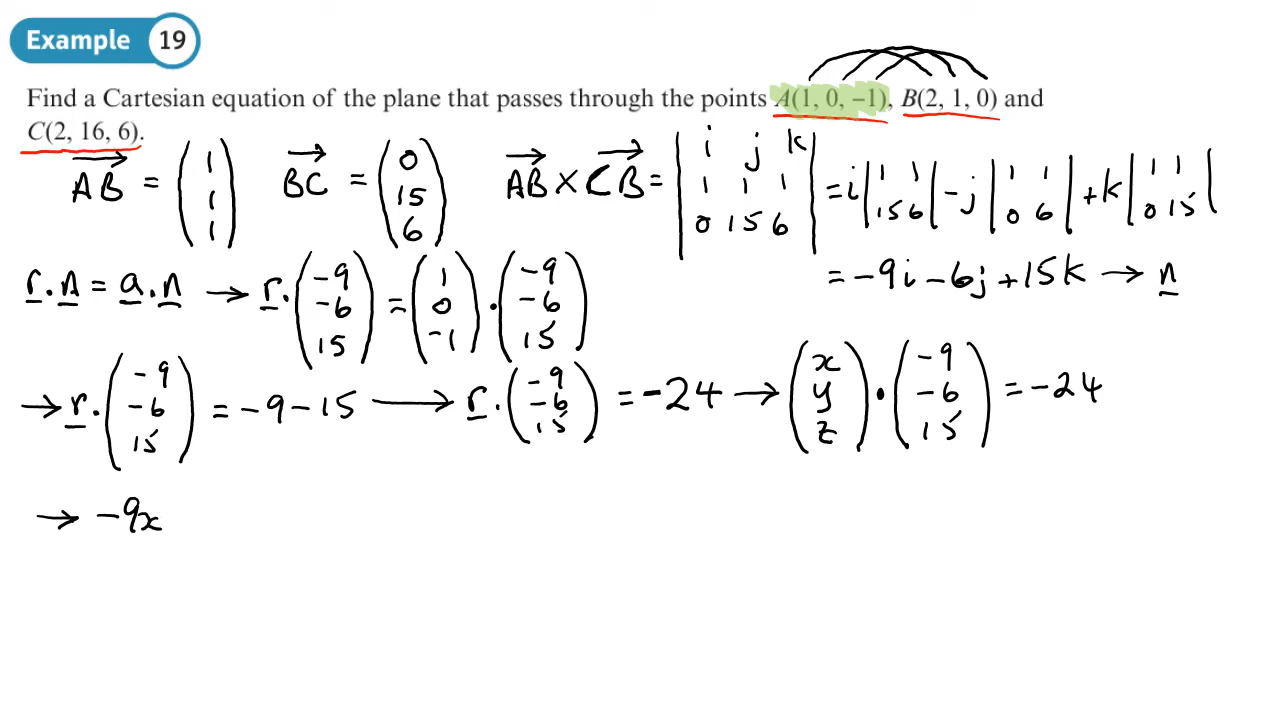 Example 19
Find a Cartesian equation of the plane that passes through the points A(1, 0, −1), B(2, 1, 0) and
C(2, 16, 6).
AB = (1 1 1) BC = (0 15 6) AB × CB = |i j k 1 1 1 0 15 6| = i|1 1 15 6| - j|1 1 0 6| + k|1 1 0 15|
= -9i - 6j + 15k → n
r.n = a.n → r.(-9 -6 15) = (1 0 -1).(-9 -6 15)
→ r.(-9 -6 15) = -9 - 15 → r.(-9 -6 15) = -24 → (x y z).(-9 -6 15) = -24
→ -9x